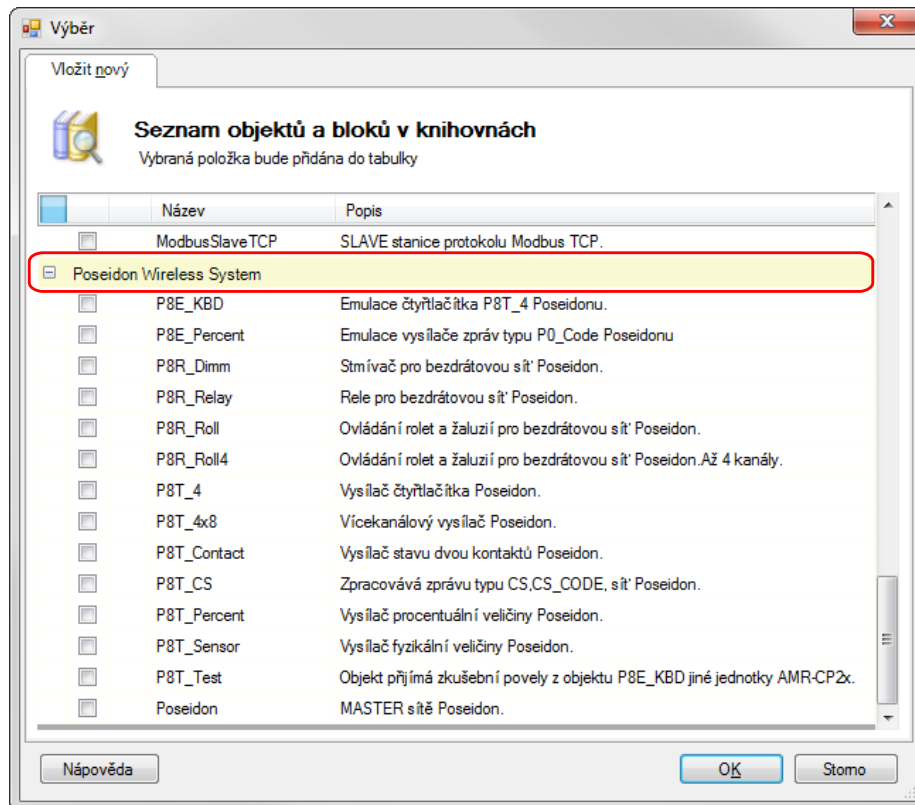 Výběr
Vložit nový
Seznam objektů a bloků v knihovnách
Vybraná položka bude přidána do tabulky
Název Popis
ModbusSlaveTCP SLAVE stanice protokolu Modbus TCP.
Poseidon Wireless System
P8E_KBD Emulace čtyřtlačítka P8T_4 Poseidonu.
P8E_Percent Emulace vysílače zpráv typu P0_Code Poseidonu
P8R_Dimm Stmívač pro bezdrátovou síť Poseidon.
P8R_Relay Rele pro bezdrátovou síť Poseidon.
P8R_Roll Ovládání rolet a žaluzií pro bezdrátovou síť Poseidon.
P8R_Roll4 Ovládání rolet a žaluzií pro bezdrátovou síť Poseidon.Až 4 kanály.
P8T_4 Vysílač čtyřtlačítka Poseidon.
P8T_4x8 Vícekanálový vysílač Poseidon.
P8T_Contact Vysílač stavu dvou kontaktů Poseidon.
P8T_CS Zpracovává zprávu typu CS,CS_CODE, síť Poseidon.
P8T_Percent Vysílač procentuální veličiny Poseidon.
P8T_Sensor Vysílač fyzikální veličiny Poseidon.
P8T_Test Objekt přijímá zkušební povely z objektu P8E_KBD jiné jednotky AMR-CP2x.
Poseidon MASTER sítě Poseidon.
Nápověda OK Storno